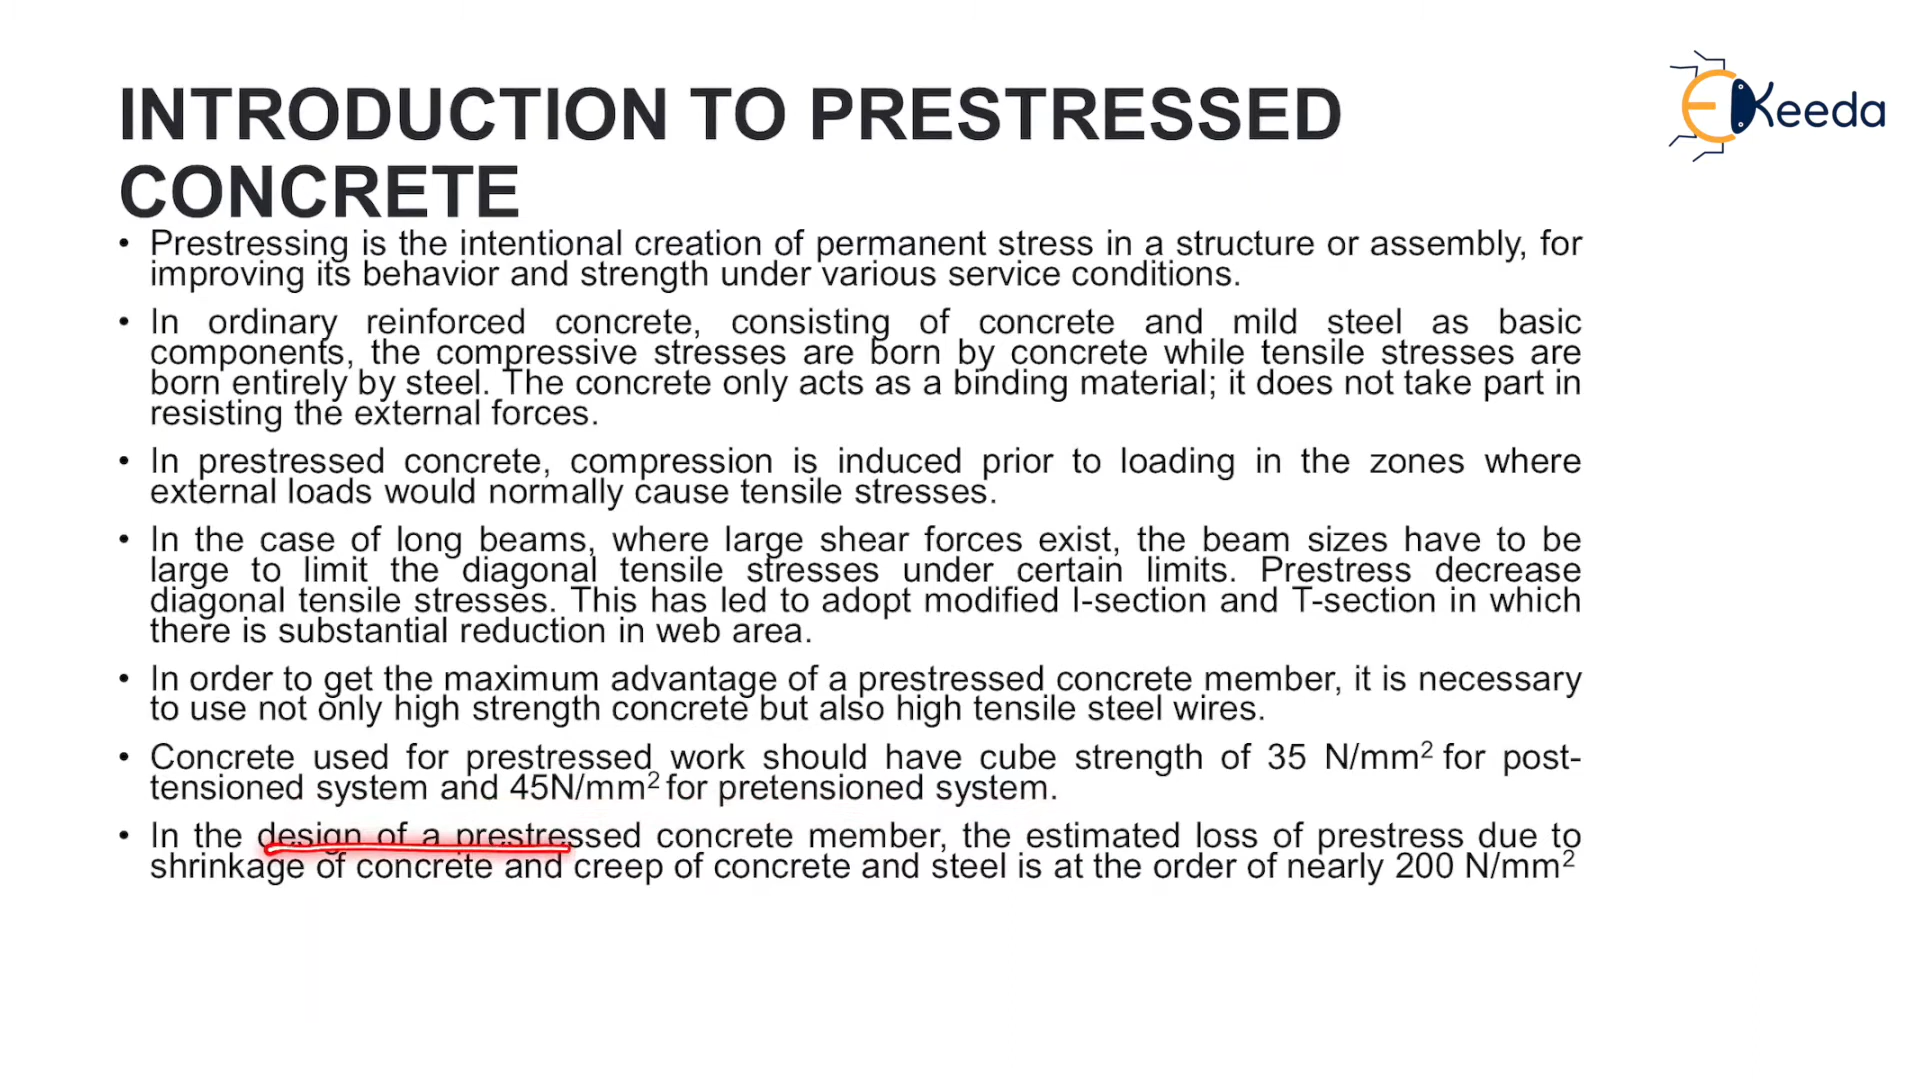 INTRODUCTION TO PRESTRESSED
CONCRETE
EKeeda
• Prestressing is the intentional creation of permanent stress in a structure or assembly, for
improving its behavior and strength under various service conditions.
• In ordinary reinforced concrete, consisting of concrete and mild steel as basic
components, the compressive stresses are born by concrete while tensile stresses are
born entirely by steel. The concrete only acts as a binding material; it does not take part in
resisting the external forces.
• In prestressed concrete, compression is induced prior to loading in the zones where
external loads would normally cause tensile stresses.
• In the case of long beams, where large shear forces exist, the beam sizes have to be
large to limit the diagonal tensile stresses under certain limits. Prestress decrease
diagonal tensile stresses. This has led to adopt modified I-section and T-section in which
there is substantial reduction in web area.
• In order to get the maximum advantage of a prestressed concrete member, it is necessary
to use not only high strength concrete but also high tensile steel wires.
• Concrete used for prestressed work should have cube strength of 35 N/mm² for post-
tensioned system and 45N/mm² for pretensioned system.
• In the design of a prestressed concrete member, the estimated loss of prestress due to
shrinkage of concrete and creep of concrete and steel is at the order of nearly 200 N/mm²